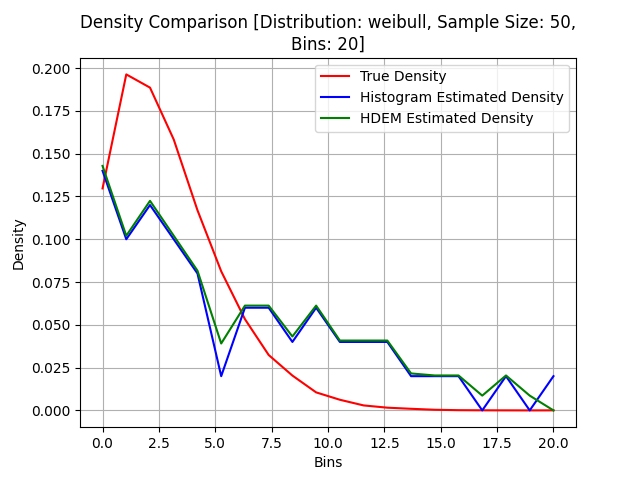 Density Comparison [Distribution: weibull, Sample Size: 50,
Bins: 20]
True Density
Histogram Estimated Density
HDEM Estimated Density
0.200
0.175
0.150
0.125
0.100
0.075
0.050
0.025
0.000
Density
0.0 2.5 5.0 7.5 10.0 12.5 15.0 17.5 20.0
Bins